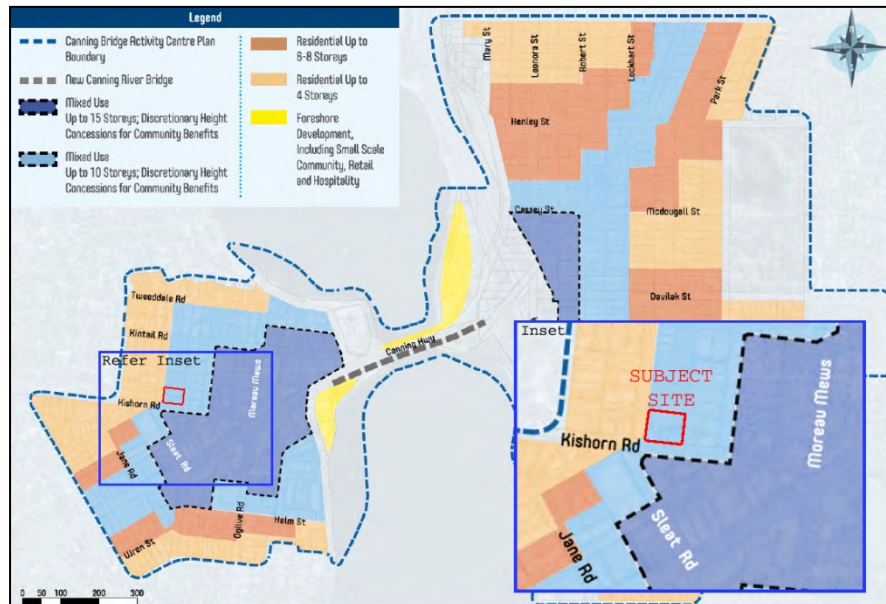 Legend
Canning Bridge Activity Centre Plan
Boundary
New Canning River Bridge
Mixed Use
Up to 15 Storeys; Discretionary Height
Concessions for Community Benefits
Mixed Use
Up to 10 Storeys; Discretionary Height
Concessions for Community Benefits
Residential Up to
6-8 Storeys
Residential Up to
4 Storeys
Foreshore
Development,
Including Small Scale
Community, Retail
and Hospitality
Mary St
Leonora St
Robert St
Lockhart St
Park St
Henley St
Cassey St
Mcdougall St
Davilak St
Tweeddale Rd
Kintail Rd
Refer Inset
Kishorn Rd
Moreau Mews
Sleat Rd
Jane Rd
Ogilvie Rd
Helm St
Wren St
Canning Hwy
Inset
SUBJECT
SITE
Kishorn Rd
Moreau Mews
Sleat Rd
Jane Rd
0 50 100 200 300